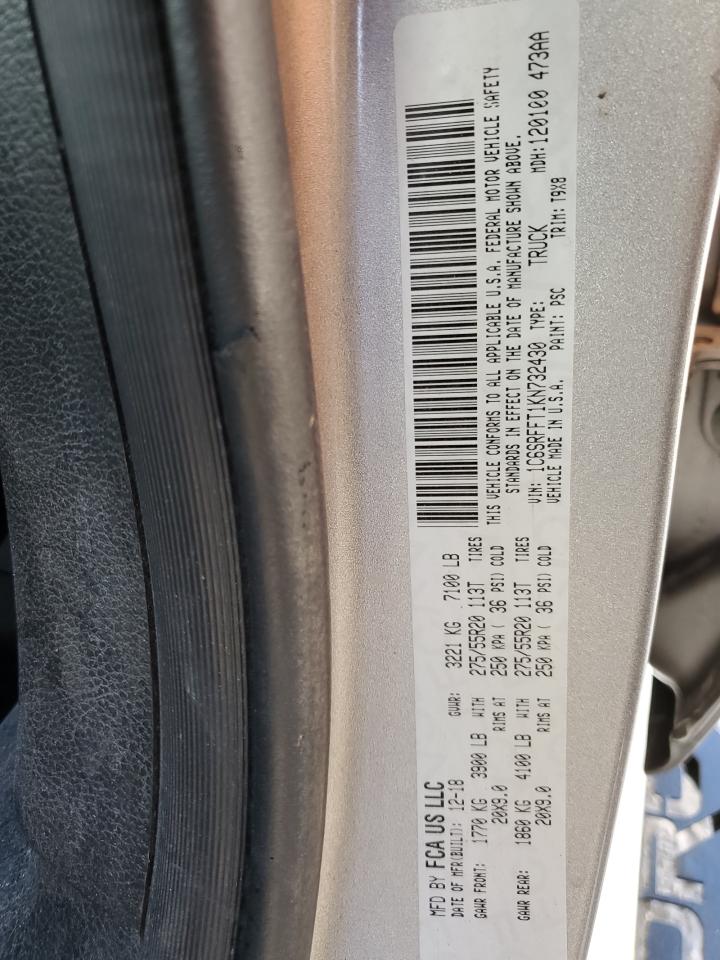 MFD BY FCA US LLC
DATE OF MFR(BUILT): 12-18 GVWR: 3221 KG 7100 LB
GAWR FRONT: 1770 KG 3900 LB WITH 275/55R20 113T TIRES
20X9.0 RIMS AT 250 KPA ( 36 PSI) COLD
GAWR REAR: 1860 KG 4100 LB WITH 275/55R20 113T TIRES
20X9.0 RIMS AT 250 KPA ( 36 PSI) COLD
THIS VEHICLE CONFORMS TO ALL APPLICABLE U.S.A. FEDERAL MOTOR VEHICLE SAFETY
STANDARDS IN EFFECT ON THE DATE OF MANUFACTURE SHOWN ABOVE.
VIN: 1C6SRFFT1KN732430 TYPE: TRUCK MDH:120100 473AA
VEHICLE MADE IN U.S.A. PAINT: PSC TRIM: T9X8